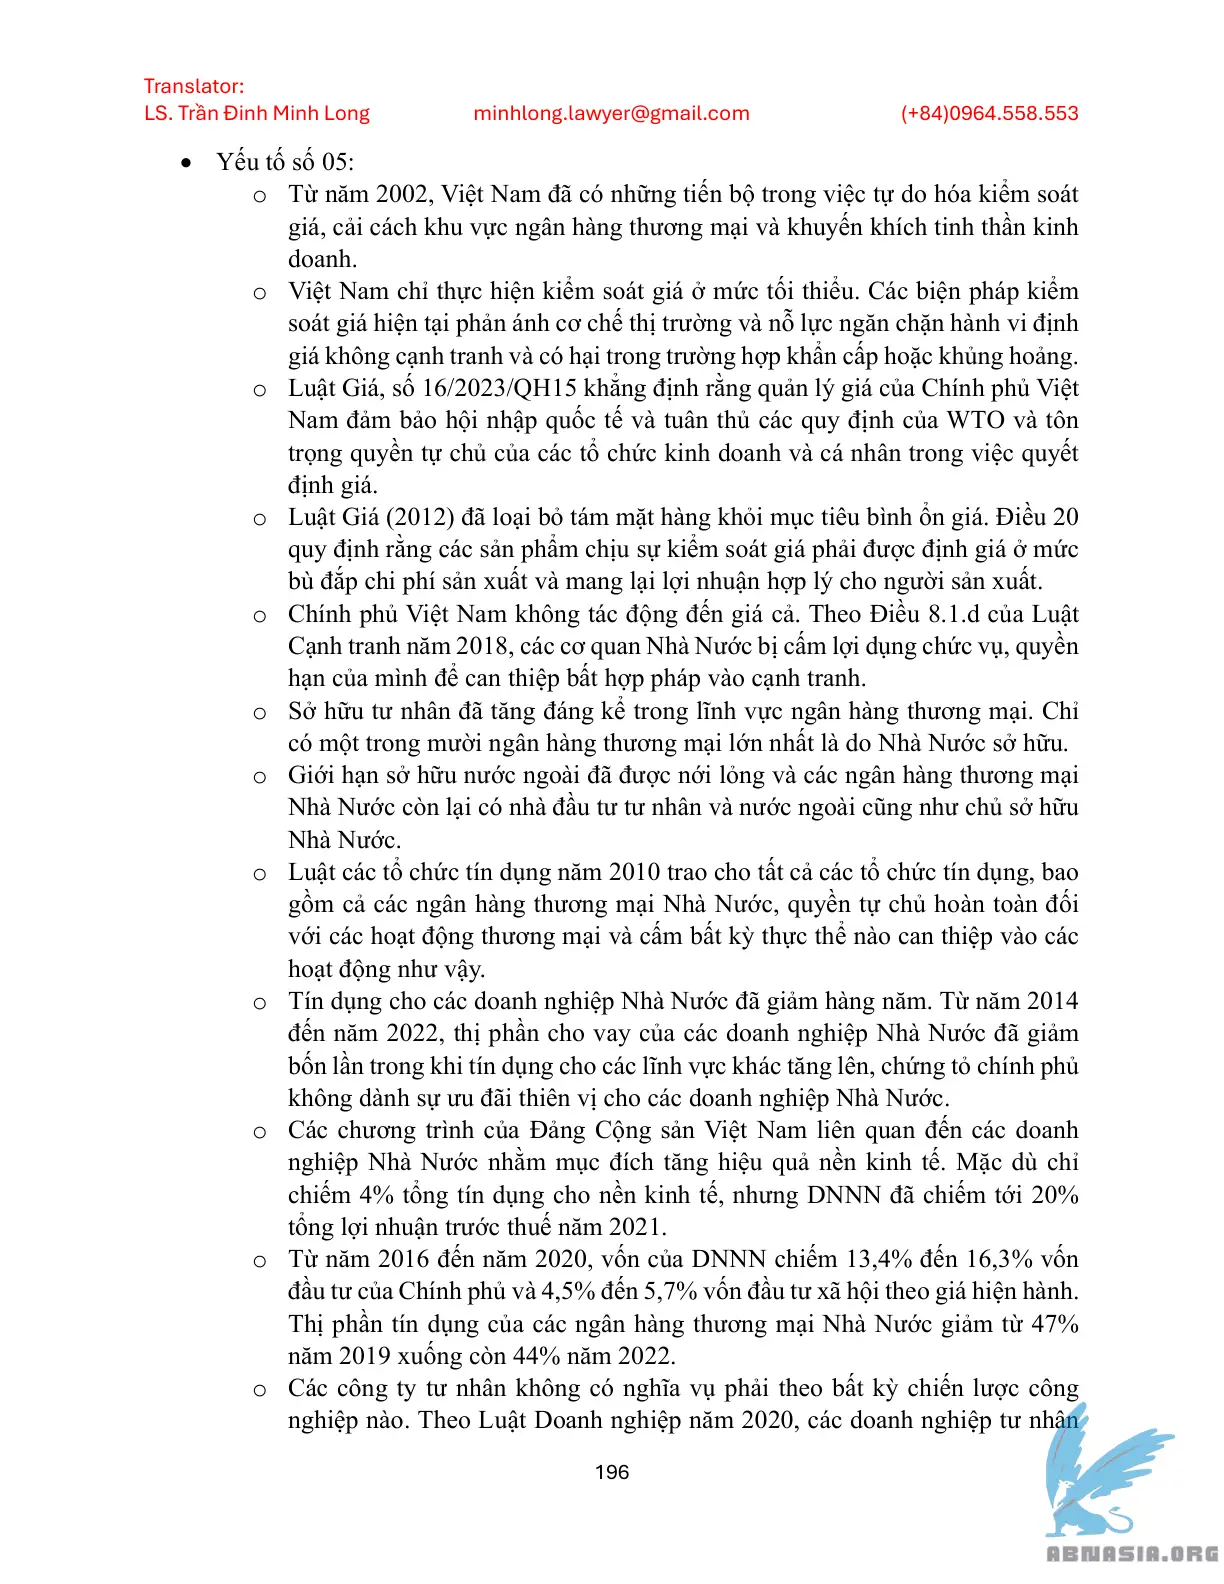 Translator:
LS. Trần Đinh Minh Long minhlong.lawyer@gmail.com (+84)0964.558.553
• Yếu tố số 05:
o Từ năm 2002, Việt Nam đã có những tiến bộ trong việc tự do hóa kiểm soát
giá, cải cách khu vực ngân hàng thương mại và khuyến khích tinh thần kinh
doanh.
o Việt Nam chỉ thực hiện kiểm soát giá ở mức tối thiểu. Các biện pháp kiểm
soát giá hiện tại phản ánh cơ chế thị trường và nỗ lực ngăn chặn hành vi định
giá không cạnh tranh và có hại trong trường hợp khẩn cấp hoặc khủng hoảng.
o Luật Giá, số 16/2023/QH15 khẳng định rằng quản lý giá của Chính phủ Việt
Nam đảm bảo hội nhập quốc tế và tuân thủ các quy định của WTO và tôn
trọng quyền tự chủ của các tổ chức kinh doanh và cá nhân trong việc quyết
định giá.
o Luật Giá (2012) đã loại bỏ tám mặt hàng khỏi mục tiêu bình ổn giá. Điều 20
quy định rằng các sản phẩm chịu sự kiểm soát giá phải được định giá ở mức
bù đắp chi phí sản xuất và mang lại lợi nhuận hợp lý cho người sản xuất.
o Chính phủ Việt Nam không tác động đến giá cả. Theo Điều 8.1.d của Luật
Cạnh tranh năm 2018, các cơ quan Nhà Nước bị cấm lợi dụng chức vụ, quyền
hạn của mình để can thiệp bất hợp pháp vào cạnh tranh.
o Sở hữu tư nhân đã tăng đáng kể trong lĩnh vực ngân hàng thương mại. Chỉ
có một trong mười ngân hàng thương mại lớn nhất là do Nhà Nước sở hữu.
o Giới hạn sở hữu nước ngoài đã được nới lỏng và các ngân hàng thương mại
Nhà Nước còn lại có nhà đầu tư tư nhân và nước ngoài cũng như chủ sở hữu
Nhà Nước.
o Luật các tổ chức tín dụng năm 2010 trao cho tất cả các tổ chức tín dụng, bao
gồm cả các ngân hàng thương mại Nhà Nước, quyền tự chủ hoàn toàn đối
với các hoạt động thương mại và cấm bất kỳ thực thể nào can thiệp vào các
hoạt động như vậy.
o Tín dụng cho các doanh nghiệp Nhà Nước đã giảm hàng năm. Từ năm 2014
đến năm 2022, thị phần cho vay của các doanh nghiệp Nhà Nước đã giảm
bốn lần trong khi tín dụng cho các lĩnh vực khác tăng lên, chứng tỏ chính phủ
không dành sự ưu đãi thiên vị cho các doanh nghiệp Nhà Nước.
o Các chương trình của Đảng Cộng sản Việt Nam liên quan đến các doanh
nghiệp Nhà Nước nhằm mục đích tăng hiệu quả nền kinh tế. Mặc dù chỉ
chiếm 4% tổng tín dụng cho nền kinh tế, nhưng DNNN đã chiếm tới 20%
tổng lợi nhuận trước thuế năm 2021.
o Từ năm 2016 đến năm 2020, vốn của DNNN chiếm 13,4% đến 16,3% vốn
đầu tư của Chính phủ và 4,5% đến 5,7% vốn đầu tư xã hội theo giá hiện hành.
Thị phần tín dụng của các ngân hàng thương mại Nhà Nước giảm từ 47%
năm 2019 xuống còn 44% năm 2022.
o Các công ty tư nhân không có nghĩa vụ phải theo bất kỳ chiến lược công
nghiệp nào. Theo Luật Doanh nghiệp năm 2020, các doanh nghiệp tư nhân
196
ABNASIA.ORG